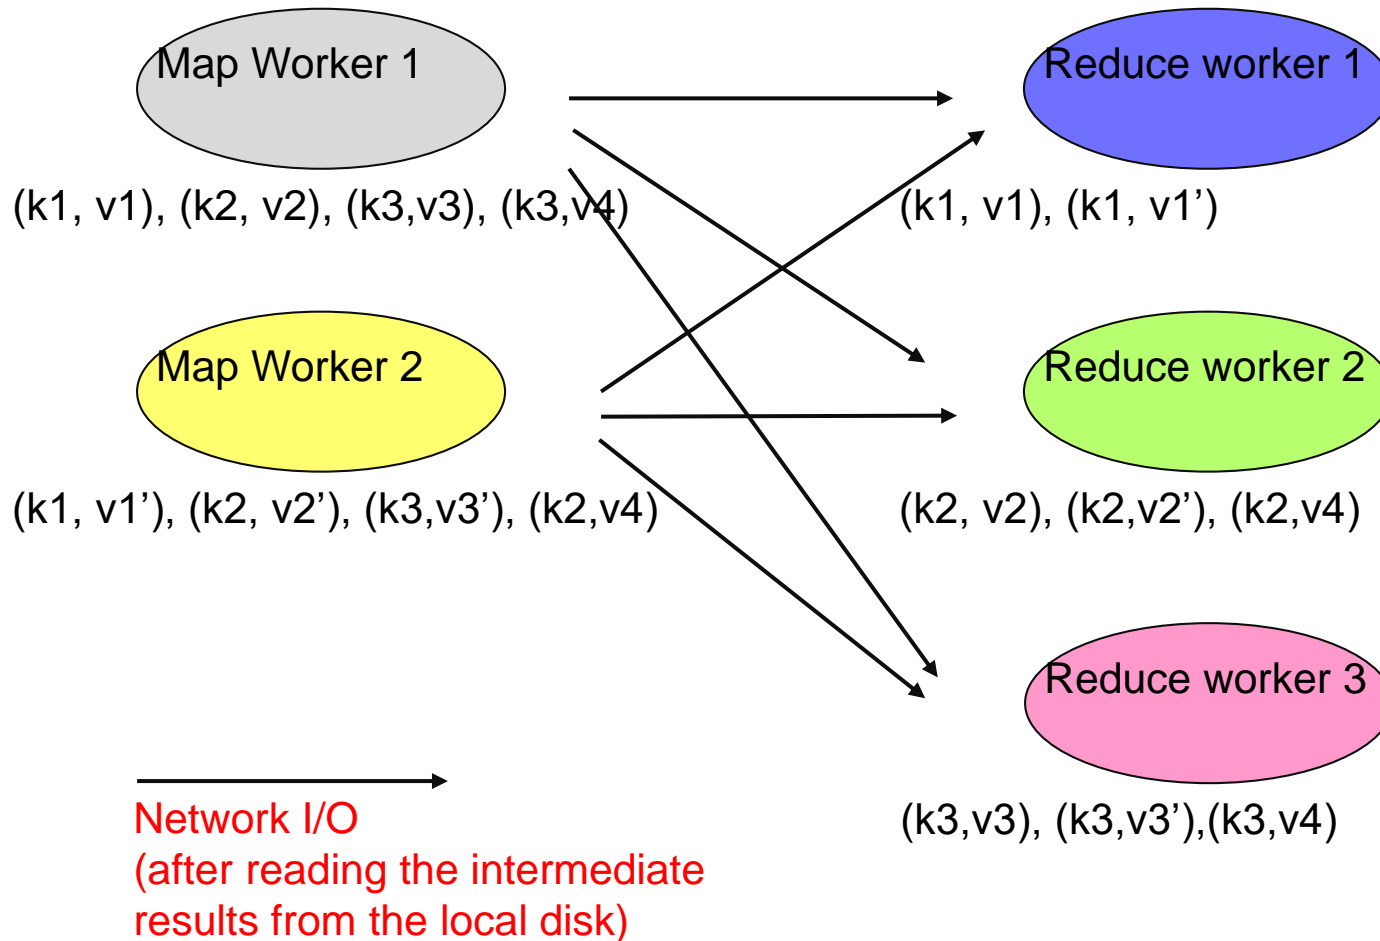 Map Worker 1
Reduce worker 1
(k1, v1), (k2, v2), (k3,v3), (k3,v4)
(k1, v1), (k1, v1’)
Map Worker 2
Reduce worker 2
(k1, v1’), (k2, v2’), (k3,v3’), (k2,v4)
(k2, v2), (k2,v2’), (k2,v4)
Reduce worker 3
(k3,v3), (k3,v3’),(k3,v4)
Network I/O
(after reading the intermediate
results from the local disk)